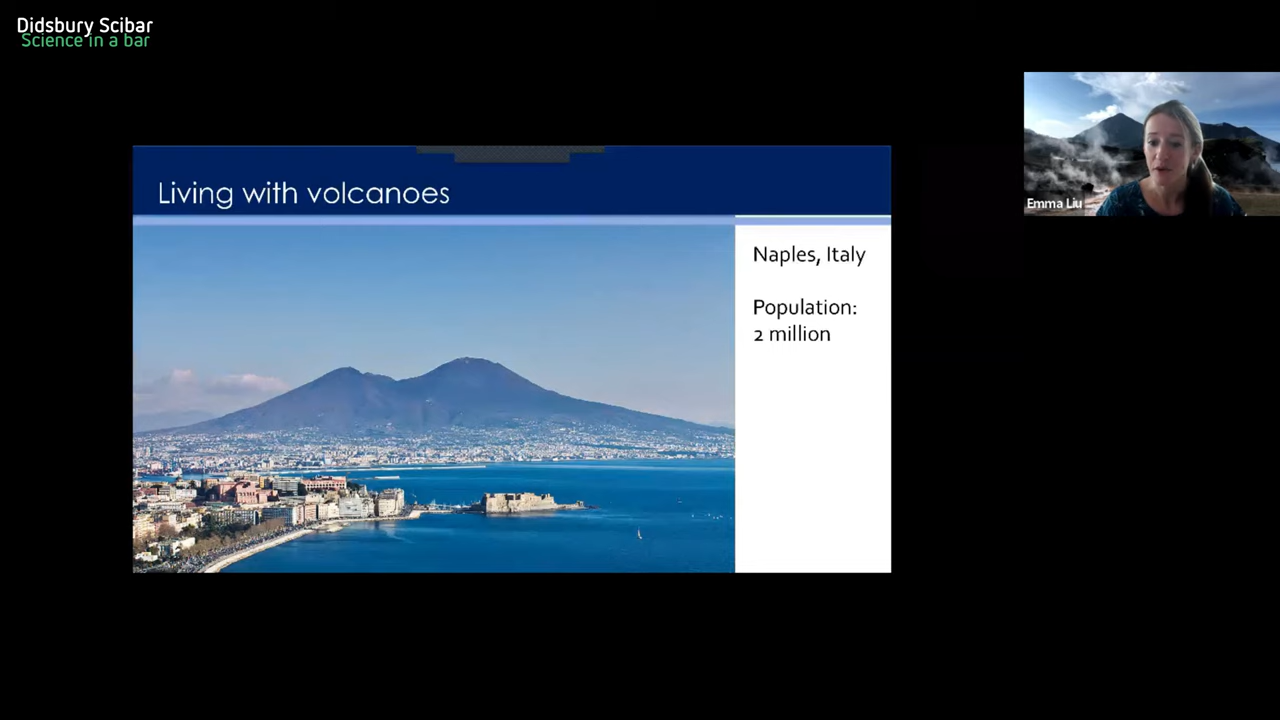 Didsbury Scibar
Science in a bar
Living with volcanoes
Naples, Italy
Population:
2 million
Emma Liu